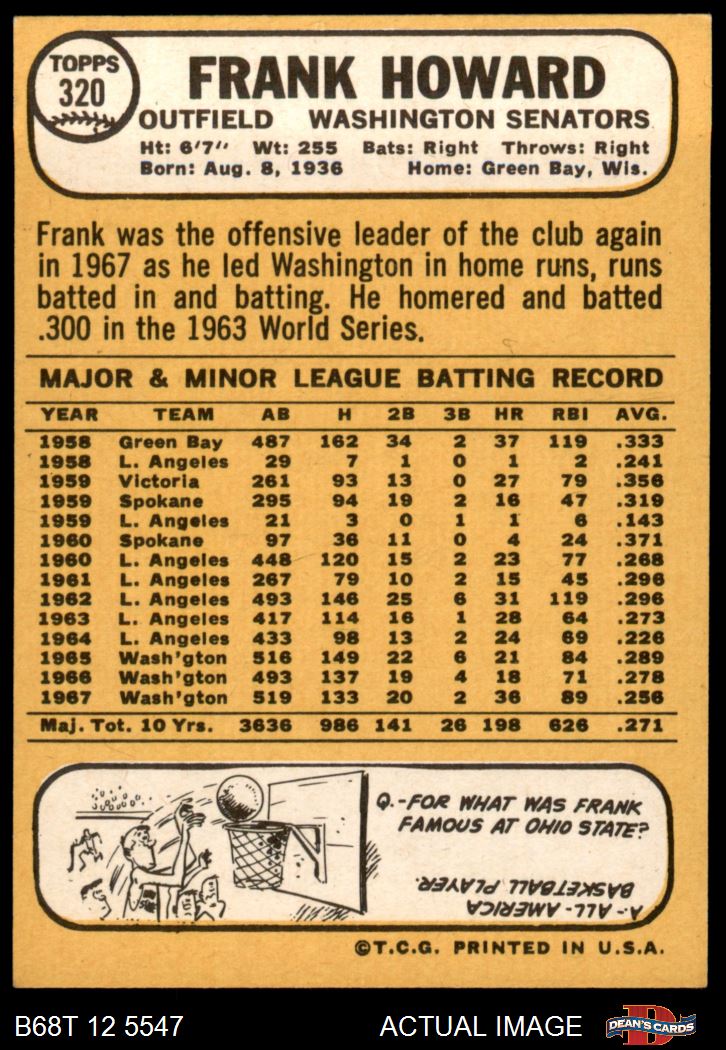 TOPPS
320
FRANK HOWARD
OUTFIELD WASHINGTON SENATORS
Ht: 6'7" Wt: 255 Bats: Right Throws: Right
Born: Aug. 8, 1936 Home: Green Bay, Wis.
Frank was the offensive leader of the club again
in 1967 as he led Washington in home runs, runs
batted in and batting. He homered and batted
.300 in the 1963 World Series.
MAJOR & MINOR LEAGUE BATTING RECORD
YEAR TEAM AB H 2B 3B HR RBI AVG.
1958 Green Bay 487 162 34 2 37 119 .333
1958 L. Angeles 29 7 1 0 1 2 .241
1959 Victoria 261 93 13 0 27 79 .356
1959 Spokane 295 94 19 2 16 47 .319
1959 L. Angeles 21 3 0 1 1 6 .143
1960 Spokane 97 36 11 0 4 24 .371
1960 L. Angeles 448 120 15 2 23 77 .268
1961 L. Angeles 267 79 10 2 15 45 .296
1962 L. Angeles 493 146 25 6 31 119 .296
1963 L. Angeles 417 114 16 1 28 64 .273
1964 L. Angeles 433 98 13 2 24 69 .226
1965 Wash'gton 516 149 22 6 21 84 .289
1966 Wash'gton 493 137 19 4 18 71 .278
1967 Wash'gton 519 133 20 2 36 89 .256
Maj. Tot. 10 Yrs. 3636 986 141 26 198 626 .271
Q.-FOR WHAT WAS FRANK
FAMOUS AT OHIO STATE?
A.- ALL-AMERICA
BASKETBALL PLAYER.
©T.C.G. PRINTED IN U.S.A.
B68T 12 5547 ACTUAL IMAGE D DEAN'S CARDS